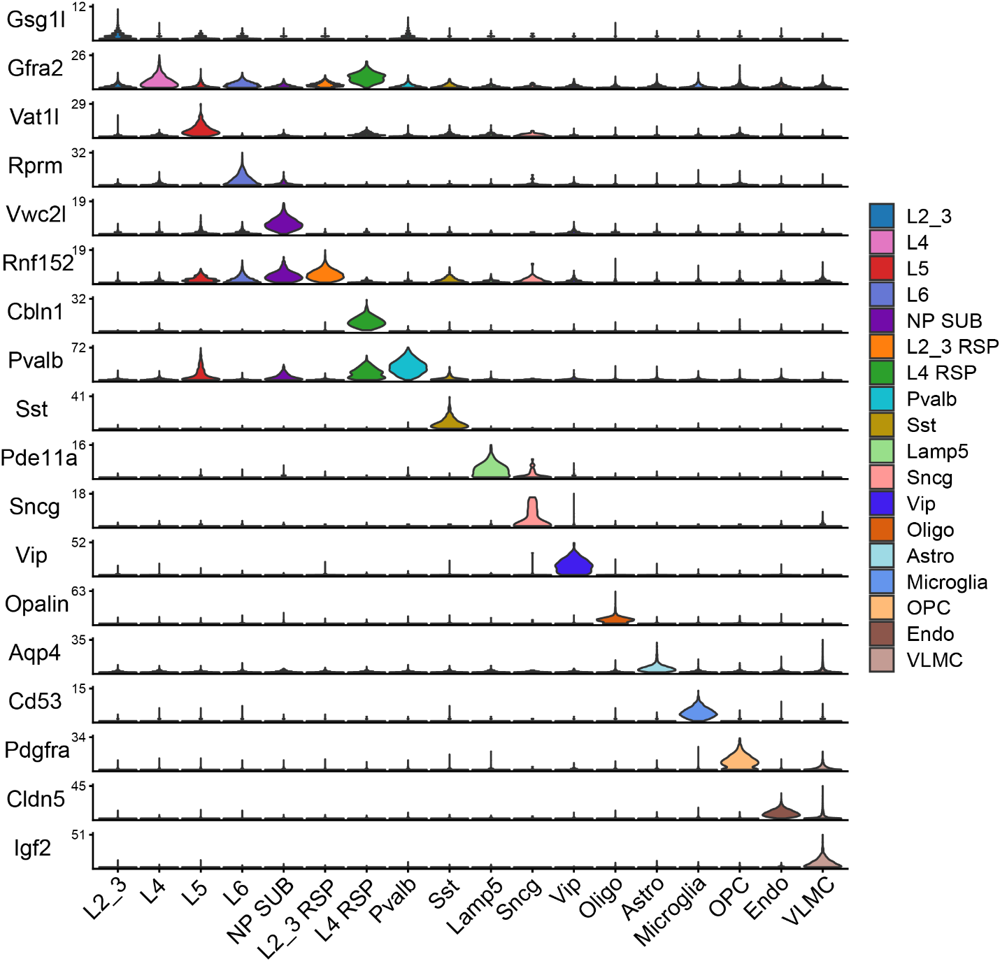 Gsg1l
12
Gfra2
26
Vat1l
29
Rprm
32
Vwc2l
19
Rnf152
19
Cbln1
32
Pvalb
72
Sst
41
Pde11a
16
Sncg
18
Vip
52
Opalin
63
Aqp4
35
Cd53
15
Pdgfra
34
Cldn5
45
Igf2
51
L2_3
L4
L5
L6
NP SUB
L2_3 RSP
L4 RSP
Pvalb
Sst
Lamp5
Sncg
Vip
Oligo
Astro
Microglia
OPC
Endo
VLMC
L2_3
L4
L5
L6
NP SUB
L2_3 RSP
L4 RSP
Pvalb
Sst
Lamp5
Sncg
Vip
Oligo
Astro
Microglia
OPC
Endo
VLMC